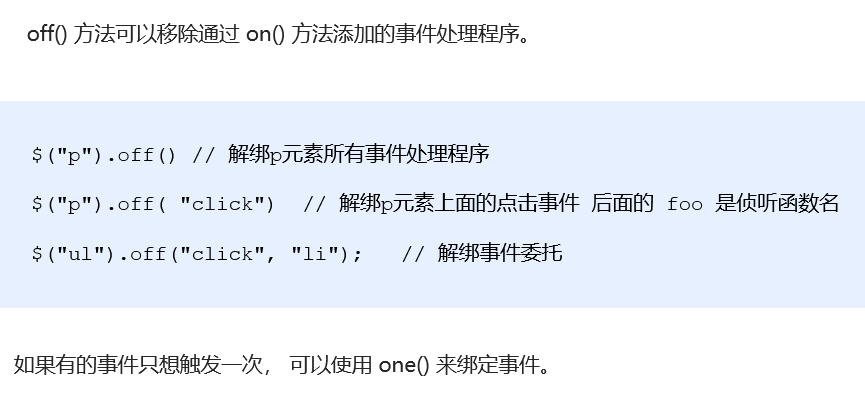 off() 方法可以移除通过 on() 方法添加的事件处理程序。
$("p").off() // 解绑p元素所有事件处理程序
$("p").off( "click")  // 解绑p元素上面的点击事件 后面的 foo 是侦听函数名
$("ul").off("click", "li");   // 解绑事件委托
如果有的事件只想触发一次， 可以使用 one() 来绑定事件。